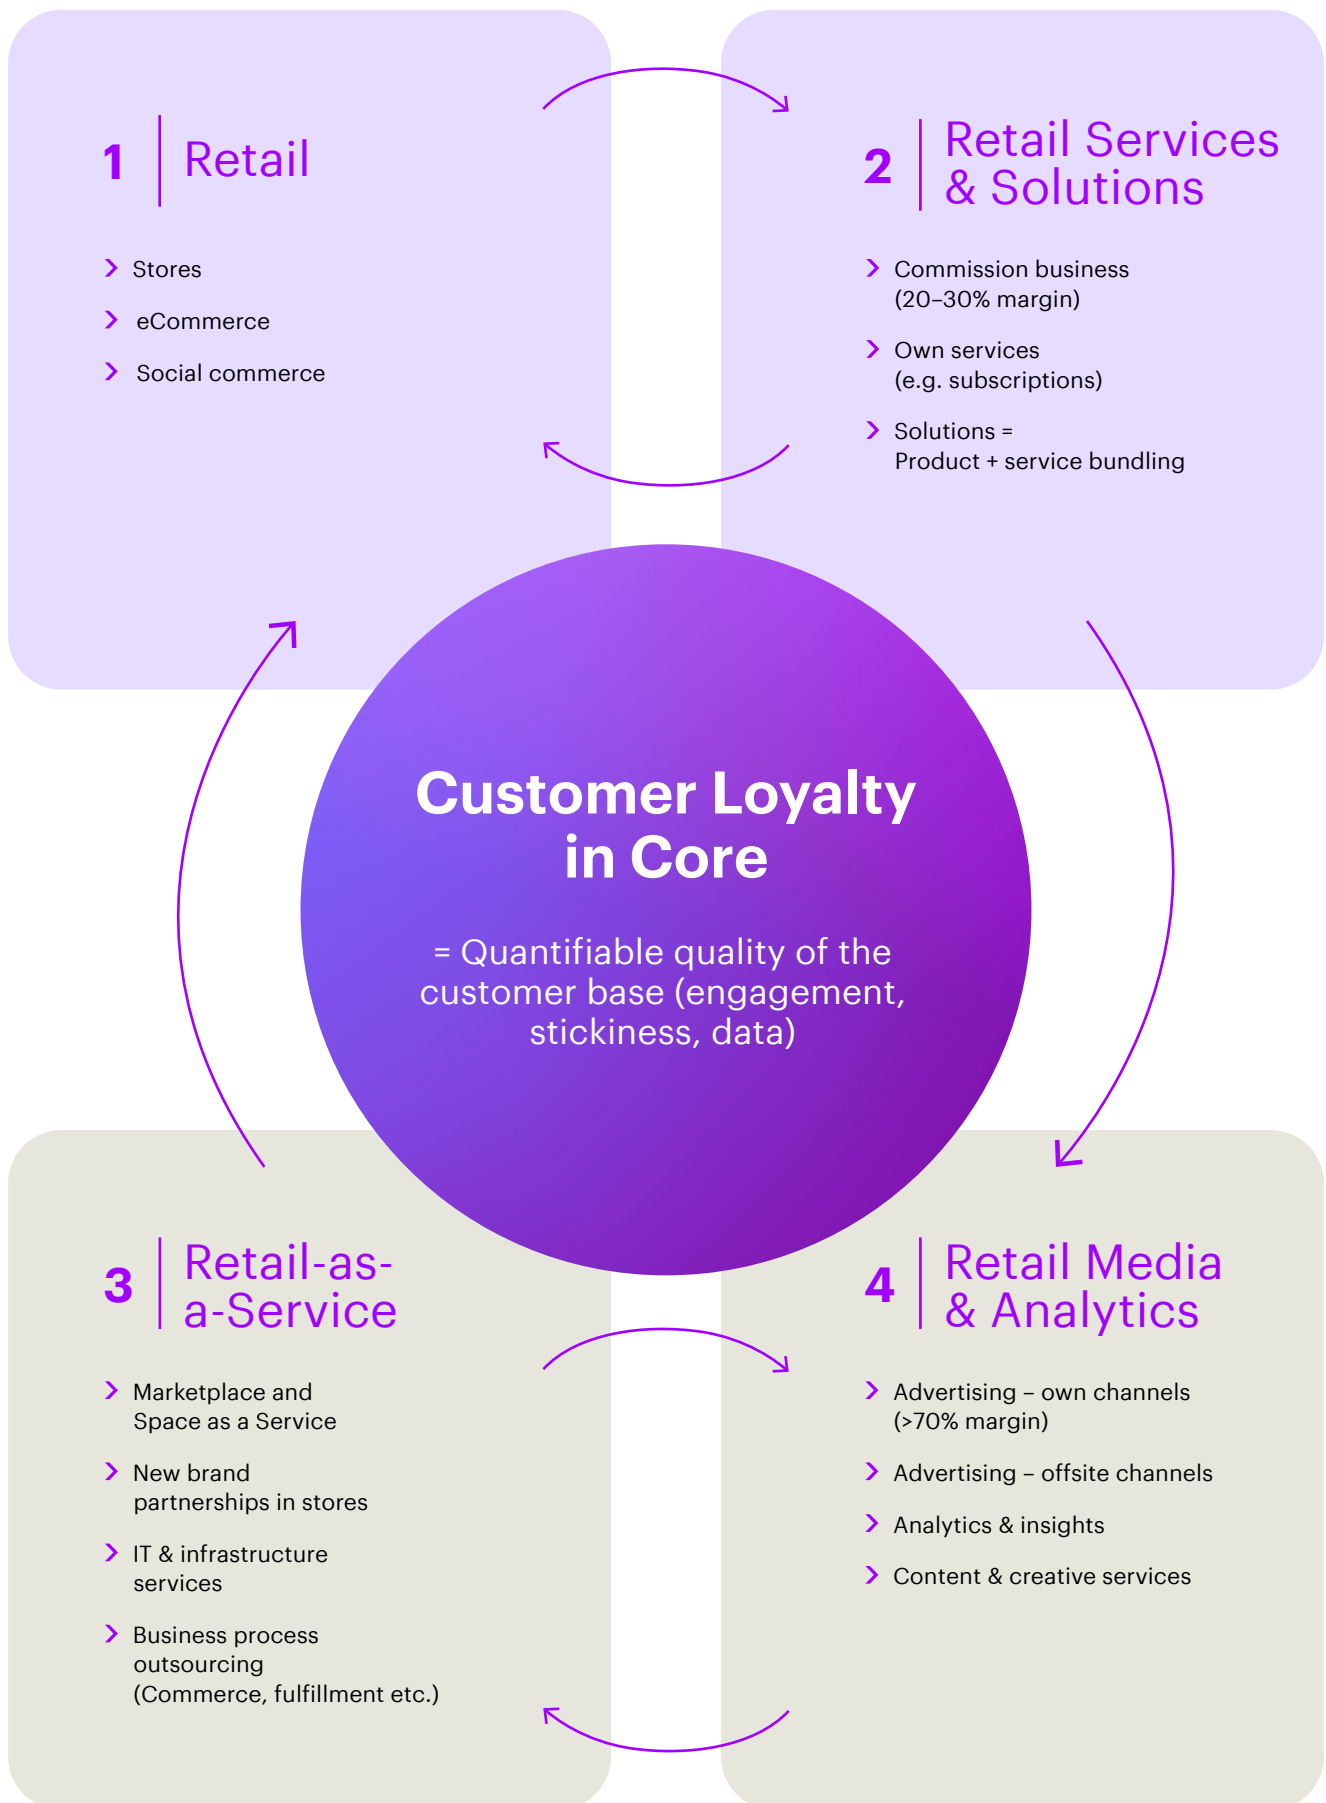 1
Retail
Stores
eCommerce
Social commerce
2
Retail Services
& Solutions
Commission business
(20–30% margin)
Own services
(e.g. subscriptions)
Solutions =
Product + service bundling
Customer Loyalty
in Core
= Quantifiable quality of the
customer base (engagement,
stickiness, data)
3
Retail-as-
a-Service
Marketplace and
Space as a Service
New brand
partnerships in stores
IT & infrastructure
services
Business process
outsourcing
(Commerce, fulfillment etc.)
4
Retail Media
& Analytics
Advertising – own channels
(>70% margin)
Advertising – offsite channels
Analytics & insights
Content & creative services